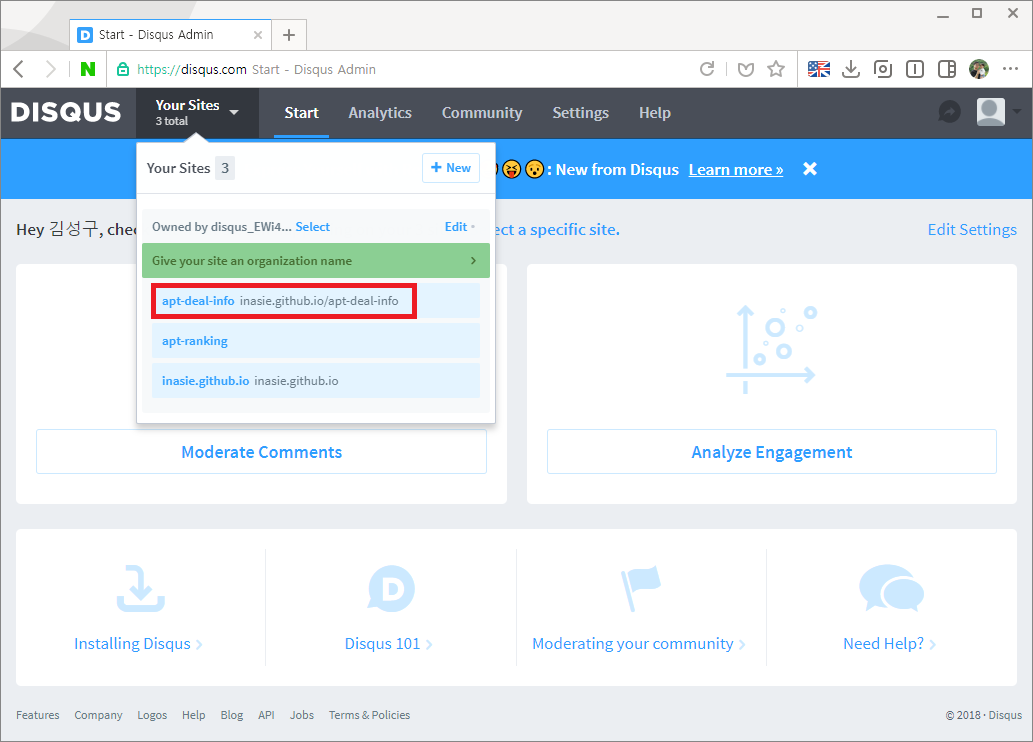 Start - Disqus Admin
https://disqus.com Start - Disqus Admin
DISQUS
Your Sites
3 total
Start Analytics Community Settings Help
Your Sites 3
+ New
: New from Disqus Learn more »
Owned by disqus_EWi4... Select Edit
Give your site an organization name
apt-deal-info inasie.github.io/apt-deal-info
apt-ranking
inasie.github.io inasie.github.io
Hey 김성구, a specific site.
Edit Settings
Moderate Comments
Analyze Engagement
Installing Disqus
Disqus 101
Moderating your community
Need Help?
Features Company Logos Help Blog API Jobs Terms & Policies
© 2018 · Disqus